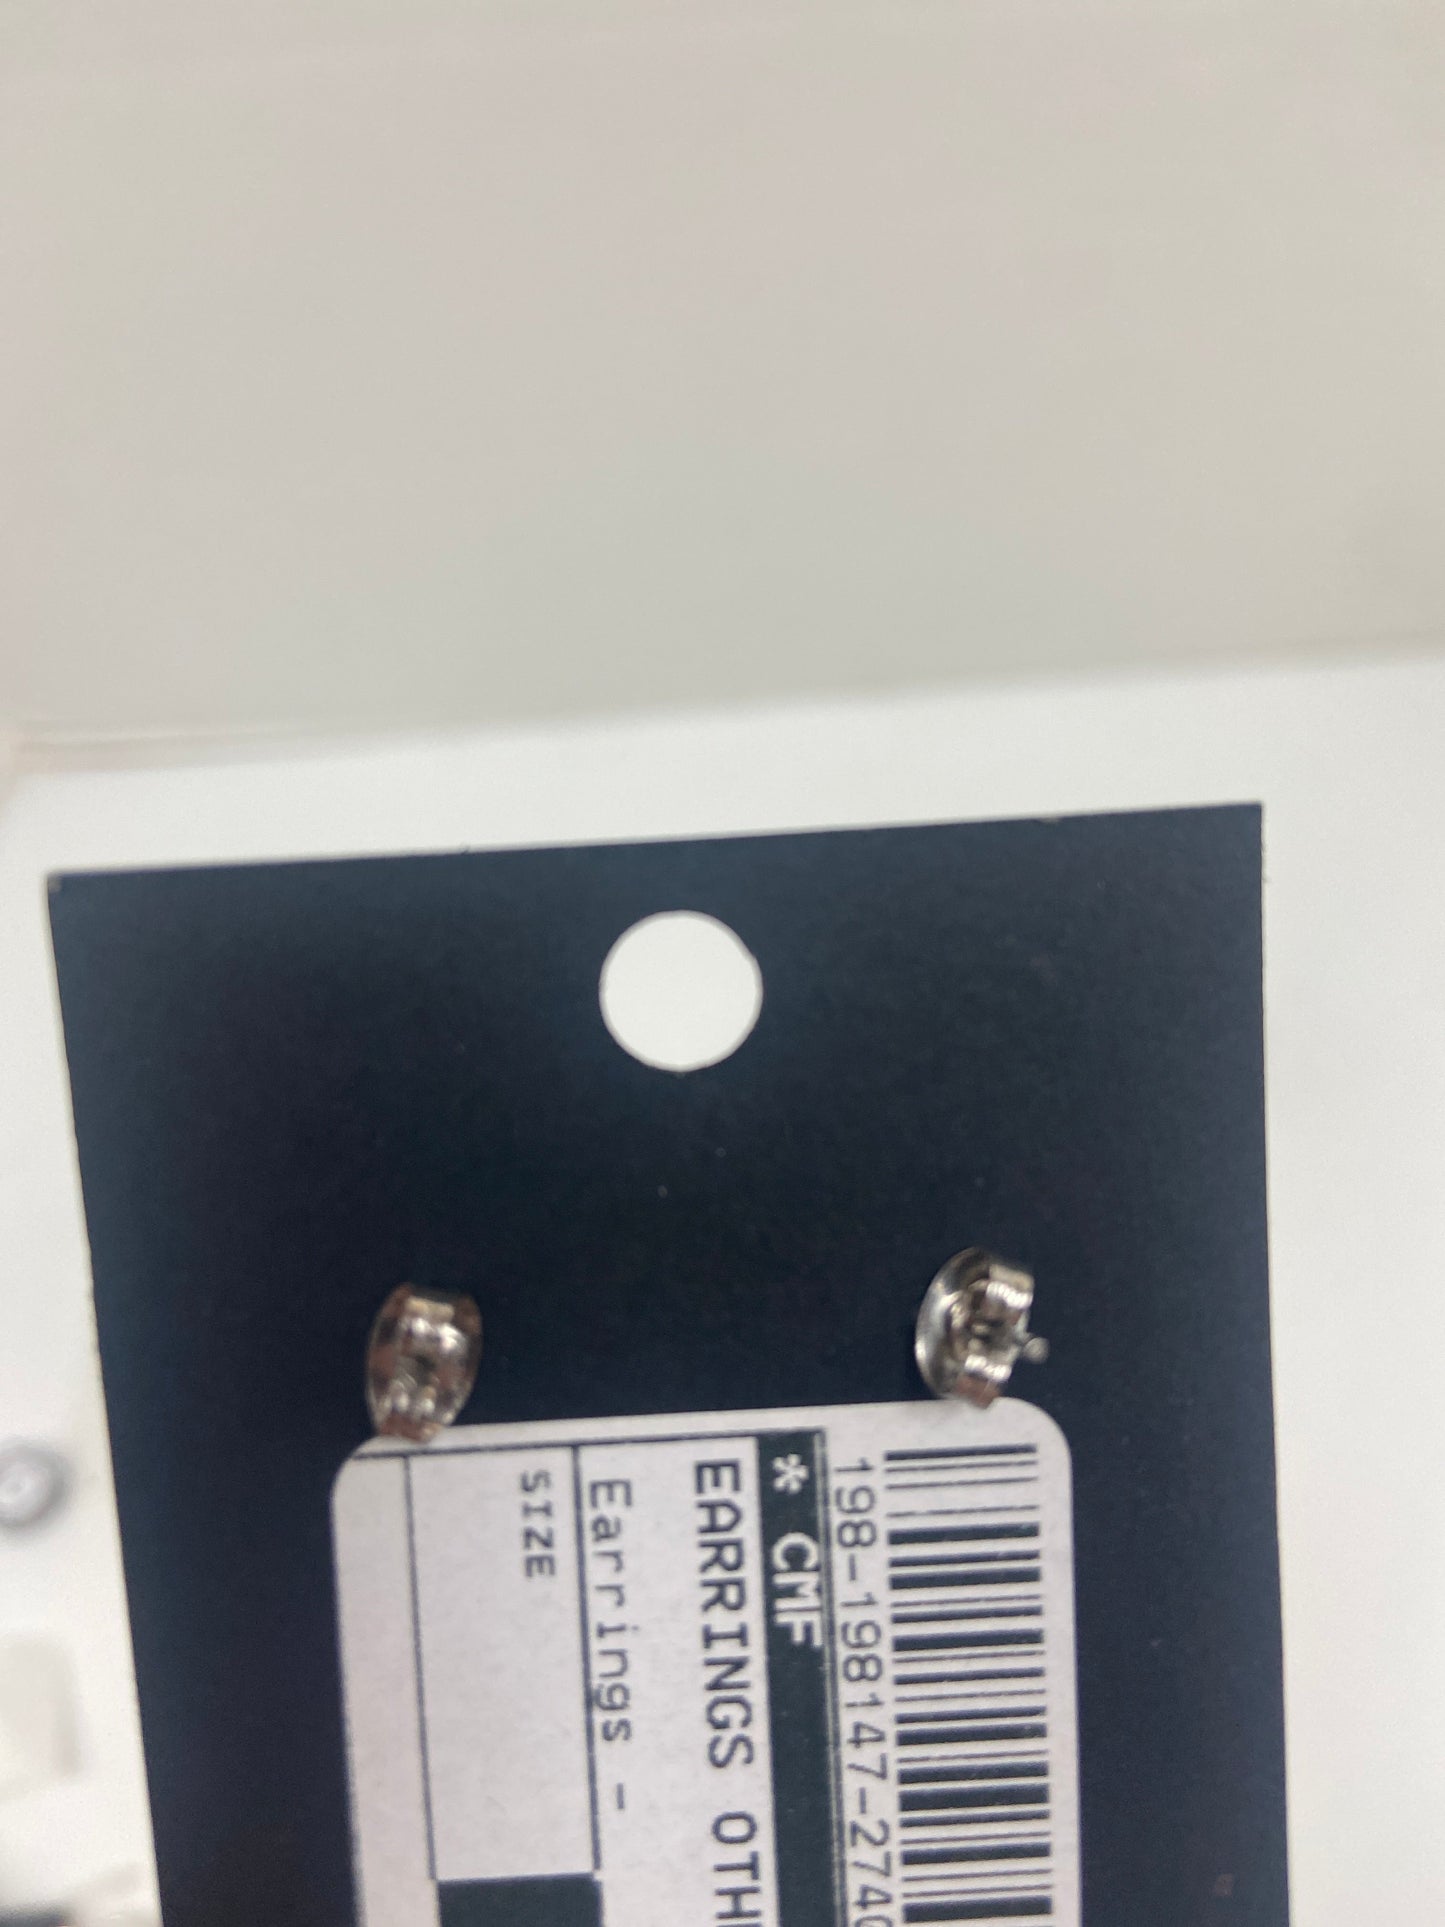 198-198147-2740
* CMF
EARRINGS OTH
Earrings -
SIZE